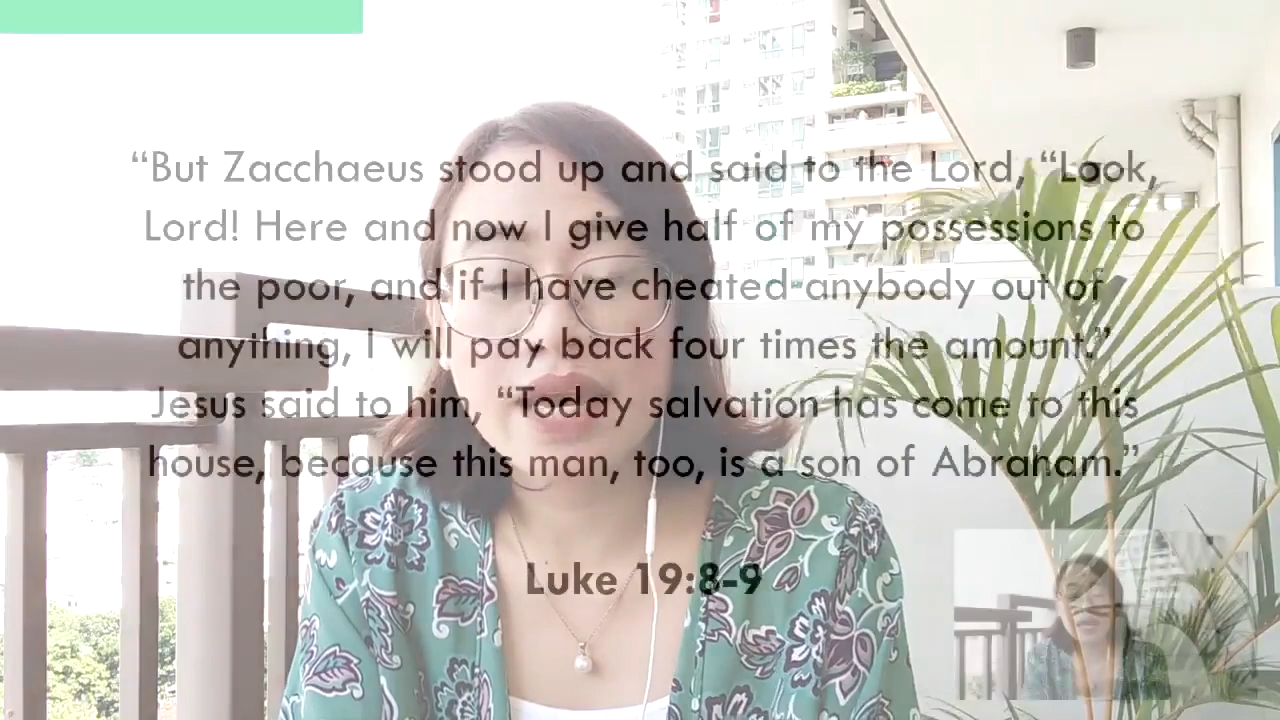 “But Zacchaeus stood up and said to the Lord, “Look,
Lord! Here and now I give half of my possessions to
the poor, and if I have cheated anybody out of
anything, I will pay back four times the amount.”
Jesus said to him, “Today salvation has come to this
house, because this man, too, is a son of Abraham.”
Luke 19:8-9